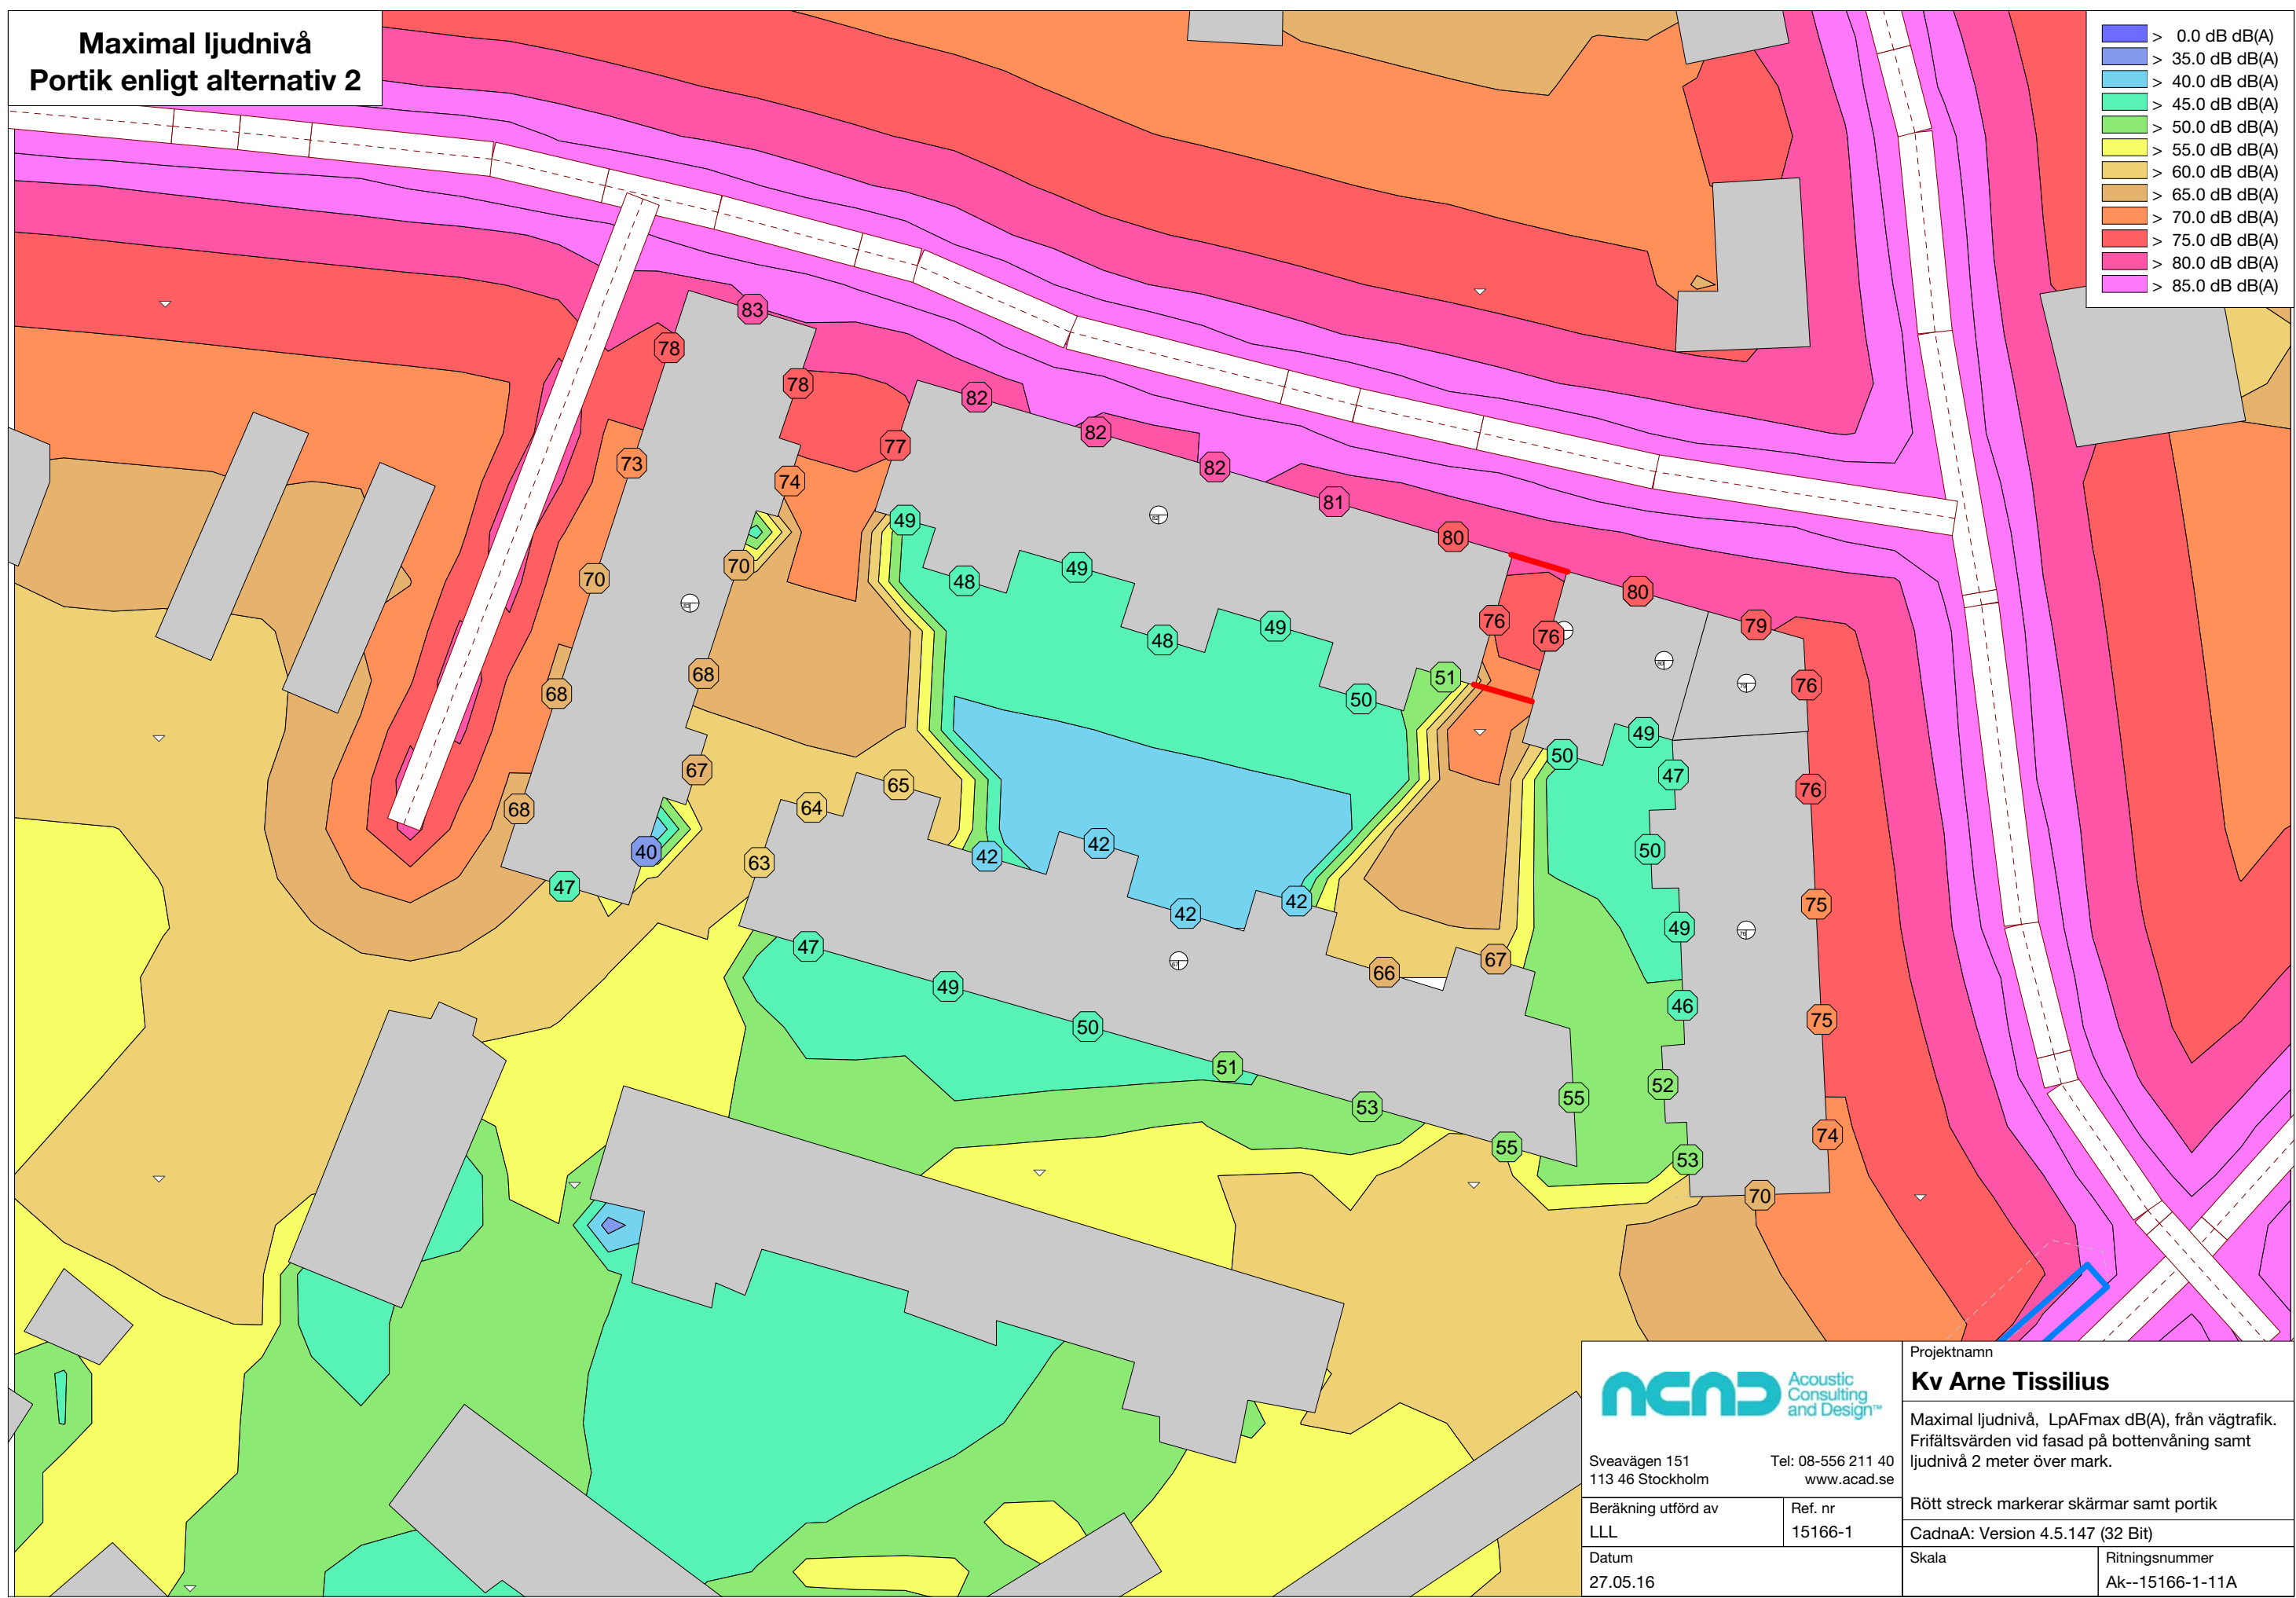 Maximal ljudnivå
Portik enligt alternativ 2
> 0.0 dB dB(A)
> 35.0 dB dB(A)
> 40.0 dB dB(A)
> 45.0 dB dB(A)
> 50.0 dB dB(A)
> 55.0 dB dB(A)
> 60.0 dB dB(A)
> 65.0 dB dB(A)
> 70.0 dB dB(A)
> 75.0 dB dB(A)
> 80.0 dB dB(A)
> 85.0 dB dB(A)
83
78
78
82
82
77
73
82
74
81
49
80
70
49
48
70
80
76
49
79
76
48
68
51
76
68
50
49
50
67
47
65
76
64
68
42
50
40
42
63
47
42
42
75
49
47
67
66
49
46
75
50
51
52
55
53
74
55
53
70
acad
Acoustic
Consulting
and Design™
Sveavägen 151
Tel: 08-556 211 40
113 46 Stockholm
www.acad.se
Beräkning utförd av
Ref. nr
LLL
15166-1
Datum
27.05.16
Projektnamn
Kv Arne Tissilius
Maximal ljudnivå, LpAFmax dB(A), från vägtrafik.
Frifältsvärden vid fasad på bottenvåning samt
ljudnivå 2 meter över mark.
Rött streck markerar skärmar samt portik
CadnaA: Version 4.5.147 (32 Bit)
Skala
Ritningsnummer
Ak--15166-1-11A